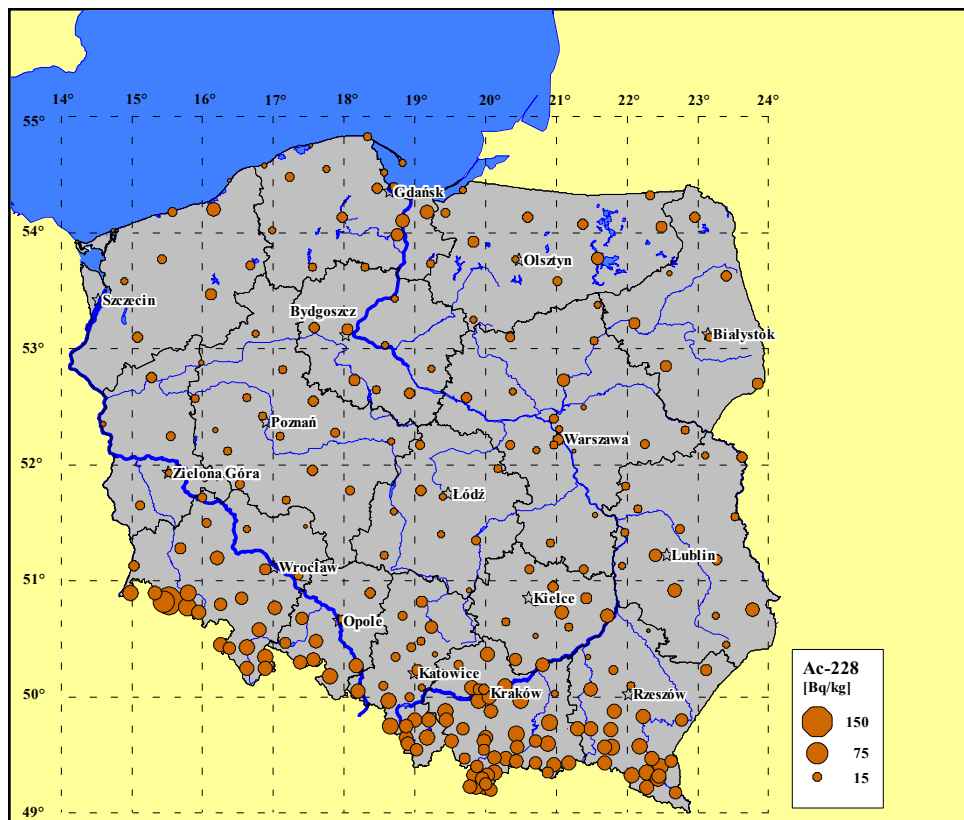 14° 15° 16° 17° 18° 19° 20° 21° 22° 23° 24°
55°
Gdańsk
54°
Olsztyn
Szczecin
Bydgoszcz
Białystok
53°
Poznań
Warszawa
52°
Zielona Góra
Łódź
Lublin
Wrocław
51°
Kielce
Opole
Katowice
Ac-228
[Bq/kg]
150
75
15
Kraków
Rzeszów
50°
49°